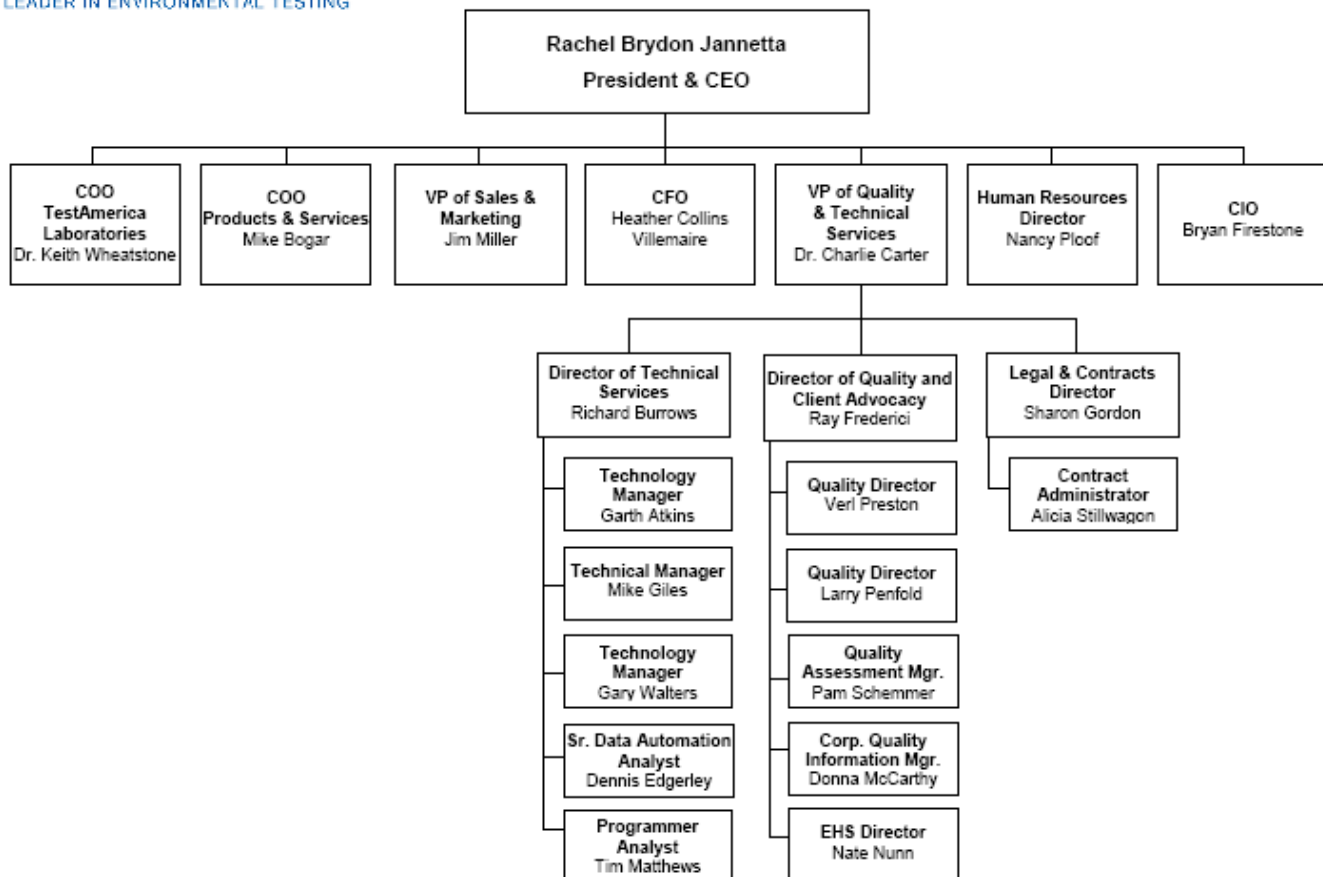 LEADER IN ENVIRONMENTAL TESTING
Rachel Brydon Jannetta
President & CEO
COO
TestAmerica
Laboratories
Dr. Keith Wheatstone
COO
Products & Services
Mike Bogar
VP of Sales &
Marketing
Jim Miller
CFO
Heather Collins
Villemaire
VP of Quality
& Technical
Services
Dr. Charlie Carter
Human Resources
Director
Nancy Ploof
CIO
Bryan Firestone
Director of Technical
Services
Richard Burrows
Director of Quality and
Client Advocacy
Ray Frederici
Legal & Contracts
Director
Sharon Gordon
Technology
Manager
Garth Atkins
Technical Manager
Mike Giles
Technology
Manager
Gary Walters
Sr. Data Automation
Analyst
Dennis Edgerley
Programmer
Analyst
Tim Matthews
Quality Director
Verl Preston
Quality Director
Larry Penfold
Quality
Assessment Mgr.
Pam Schemmer
Corp. Quality
Information Mgr.
Donna McCarthy
EHS Director
Nate Nunn
Contract
Administrator
Alicia Stillwagon